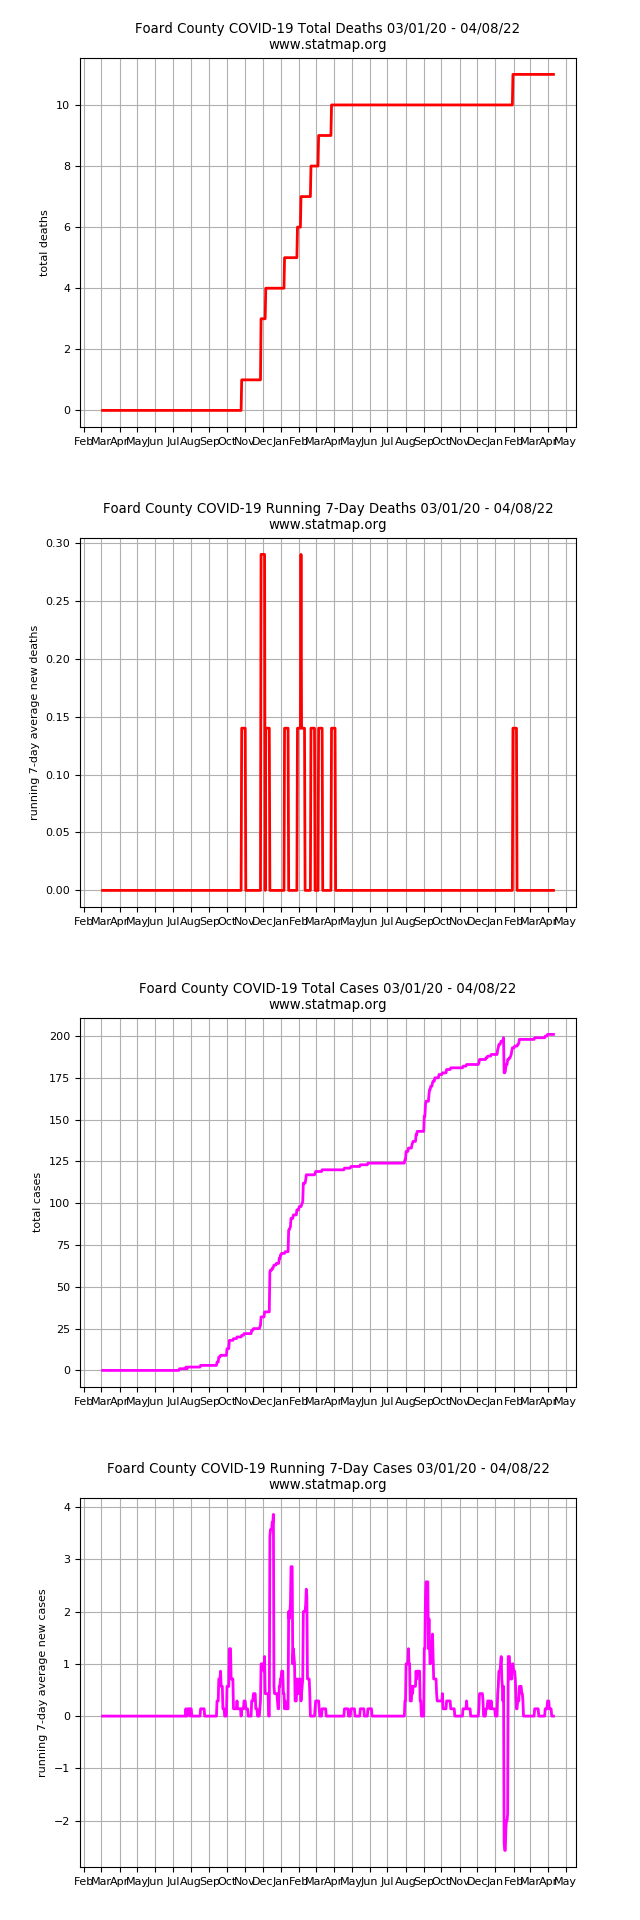 Foard County COVID-19 Total Deaths 03/01/20 - 04/08/22
www.statmap.org
total deaths
10
8
6
4
2
0
Feb Mar Apr May Jun Jul Aug Sep Oct Nov Dec Jan Feb Mar Apr May Jun Jul Aug Sep Oct Nov Dec Jan Feb Mar Apr May
Foard County COVID-19 Running 7-Day Deaths 03/01/20 - 04/08/22
www.statmap.org
running 7-day average new deaths
0.30
0.25
0.20
0.15
0.10
0.05
0.00
Feb Mar Apr May Jun Jul Aug Sep Oct Nov Dec Jan Feb Mar Apr May Jun Jul Aug Sep Oct Nov Dec Jan Feb Mar Apr May
Foard County COVID-19 Total Cases 03/01/20 - 04/08/22
www.statmap.org
total cases
200
175
150
125
100
75
50
25
0
Feb Mar Apr May Jun Jul Aug Sep Oct Nov Dec Jan Feb Mar Apr May Jun Jul Aug Sep Oct Nov Dec Jan Feb Mar Apr May
Foard County COVID-19 Running 7-Day Cases 03/01/20 - 04/08/22
www.statmap.org
running 7-day average new cases
4
3
2
1
0
−1
−2
Feb Mar Apr May Jun Jul Aug Sep Oct Nov Dec Jan Feb Mar Apr May Jun Jul Aug Sep Oct Nov Dec Jan Feb Mar Apr May